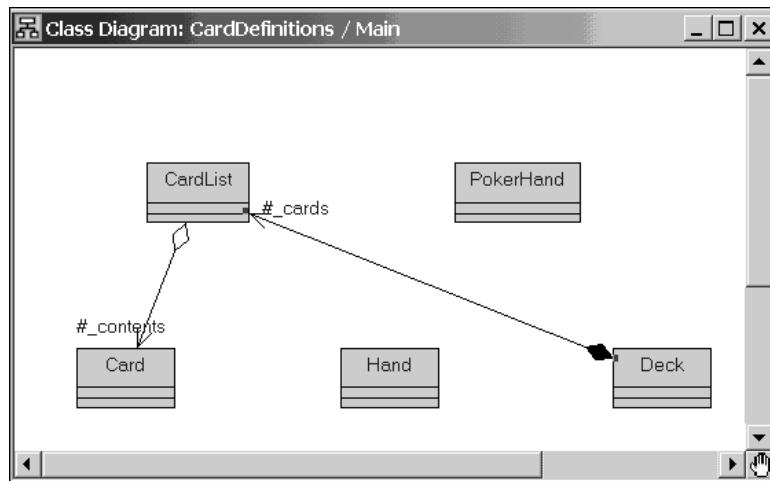 Class Diagram: CardDefinitions / Main
CardList
PokerHand
#_cards
#_contents
Card
Hand
Deck